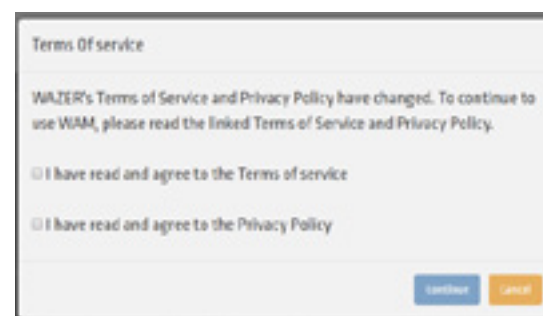 Terms Of service
WAZER's Terms of Service and Privacy Policy have changed. To continue to
use WAM, please read the linked Terms of Service and Privacy Policy.
I have read and agree to the Terms of service
I have read and agree to the Privacy Policy
Continue Cancel